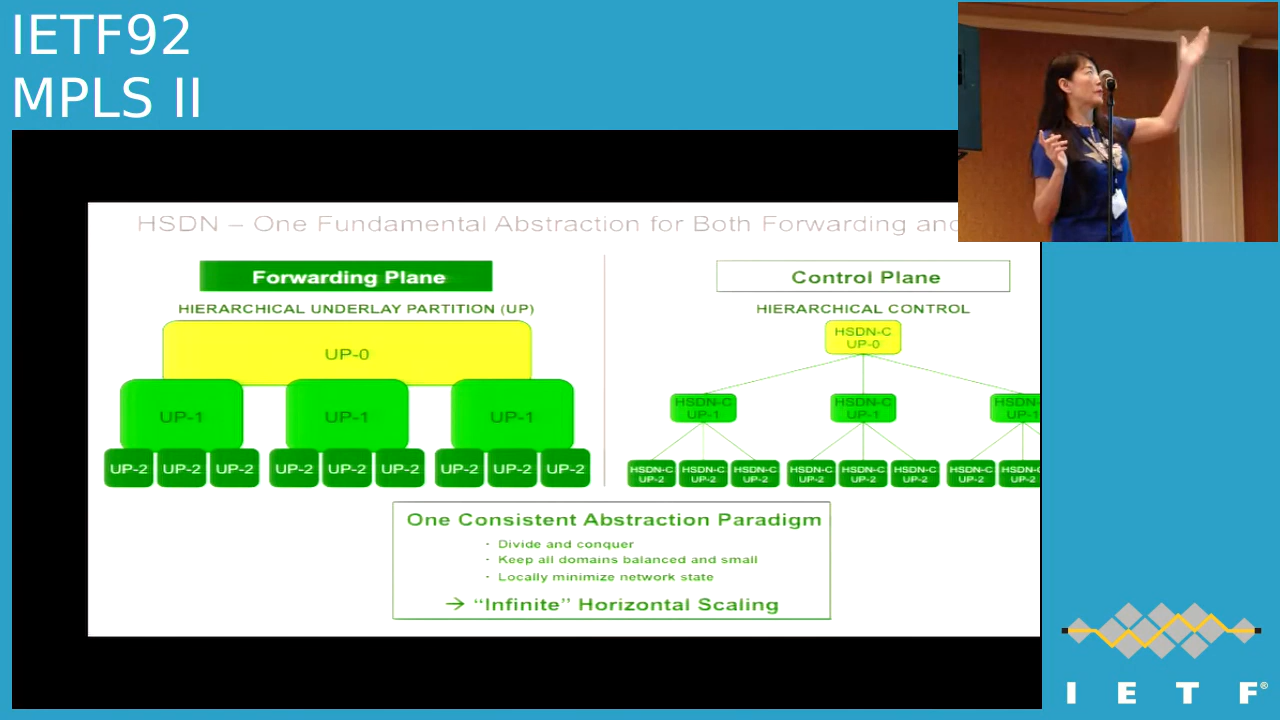 IETF92
MPLS II
HSDN – One Fundamental Abstraction for Both Forwarding and
Forwarding Plane
HIERARCHICAL UNDERLAY PARTITION (UP)
UP-0
UP-1 UP-1 UP-1
UP-2 UP-2 UP-2 UP-2 UP-2 UP-2 UP-2 UP-2 UP-2
Control Plane
HIERARCHICAL CONTROL
HSDN-C
UP-0
HSDN-C HSDN-C HSDN-
UP-1 UP-1 UP-1
HSDN-C HSDN-C HSDN-C HSDN-C HSDN-C HSDN-C HSDN-C HSDN-
UP-2 UP-2 UP-2 UP-2 UP-2 UP-2 UP-2 UP-2
One Consistent Abstraction Paradigm
· Divide and conquer
· Keep all domains balanced and small
· Locally minimize network state
→ “Infinite” Horizontal Scaling
I E T F®